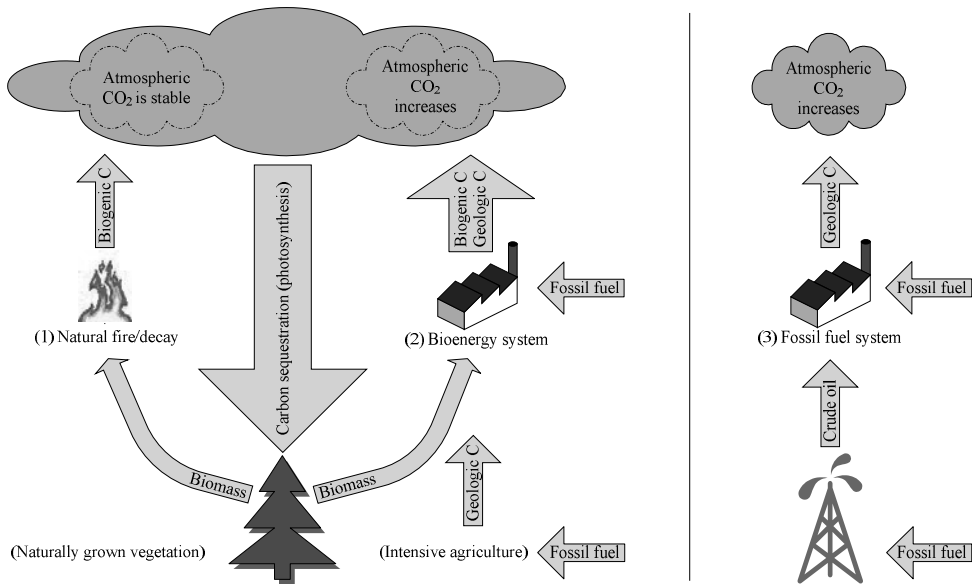 Atmospheric
CO₂ is stable
Atmospheric
CO₂
increases
Biogenic C
Carbon sequestration (photosynthesis)
Biogenic C
Geologic C
Fossil fuel
(1) Natural fire/decay
(2) Bioenergy system
Biomass
Biomass
Geologic C
(Naturally grown vegetation)
(Intensive agriculture)
Fossil fuel
Atmospheric
CO₂
increases
Geologic C
Fossil fuel
(3) Fossil fuel system
Crude oil
Fossil fuel